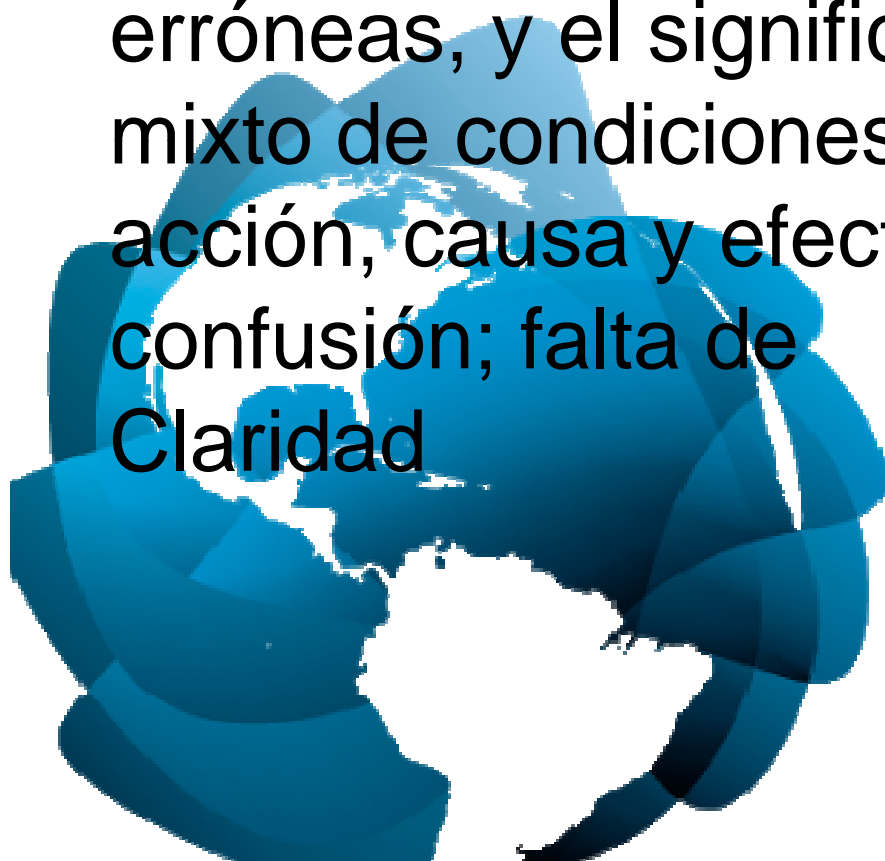 erróneas, y el signific
mixto de condiciones
acción, causa y efect
confusión; falta de
Claridad